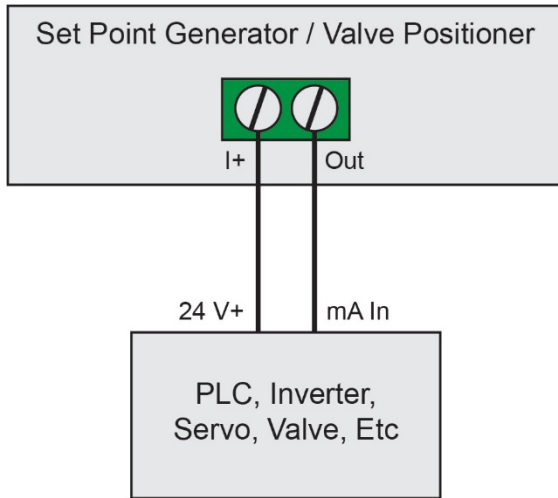 Set Point Generator / Valve Positioner
I+ Out
24 V+ mA In
PLC, Inverter,
Servo, Valve, Etc